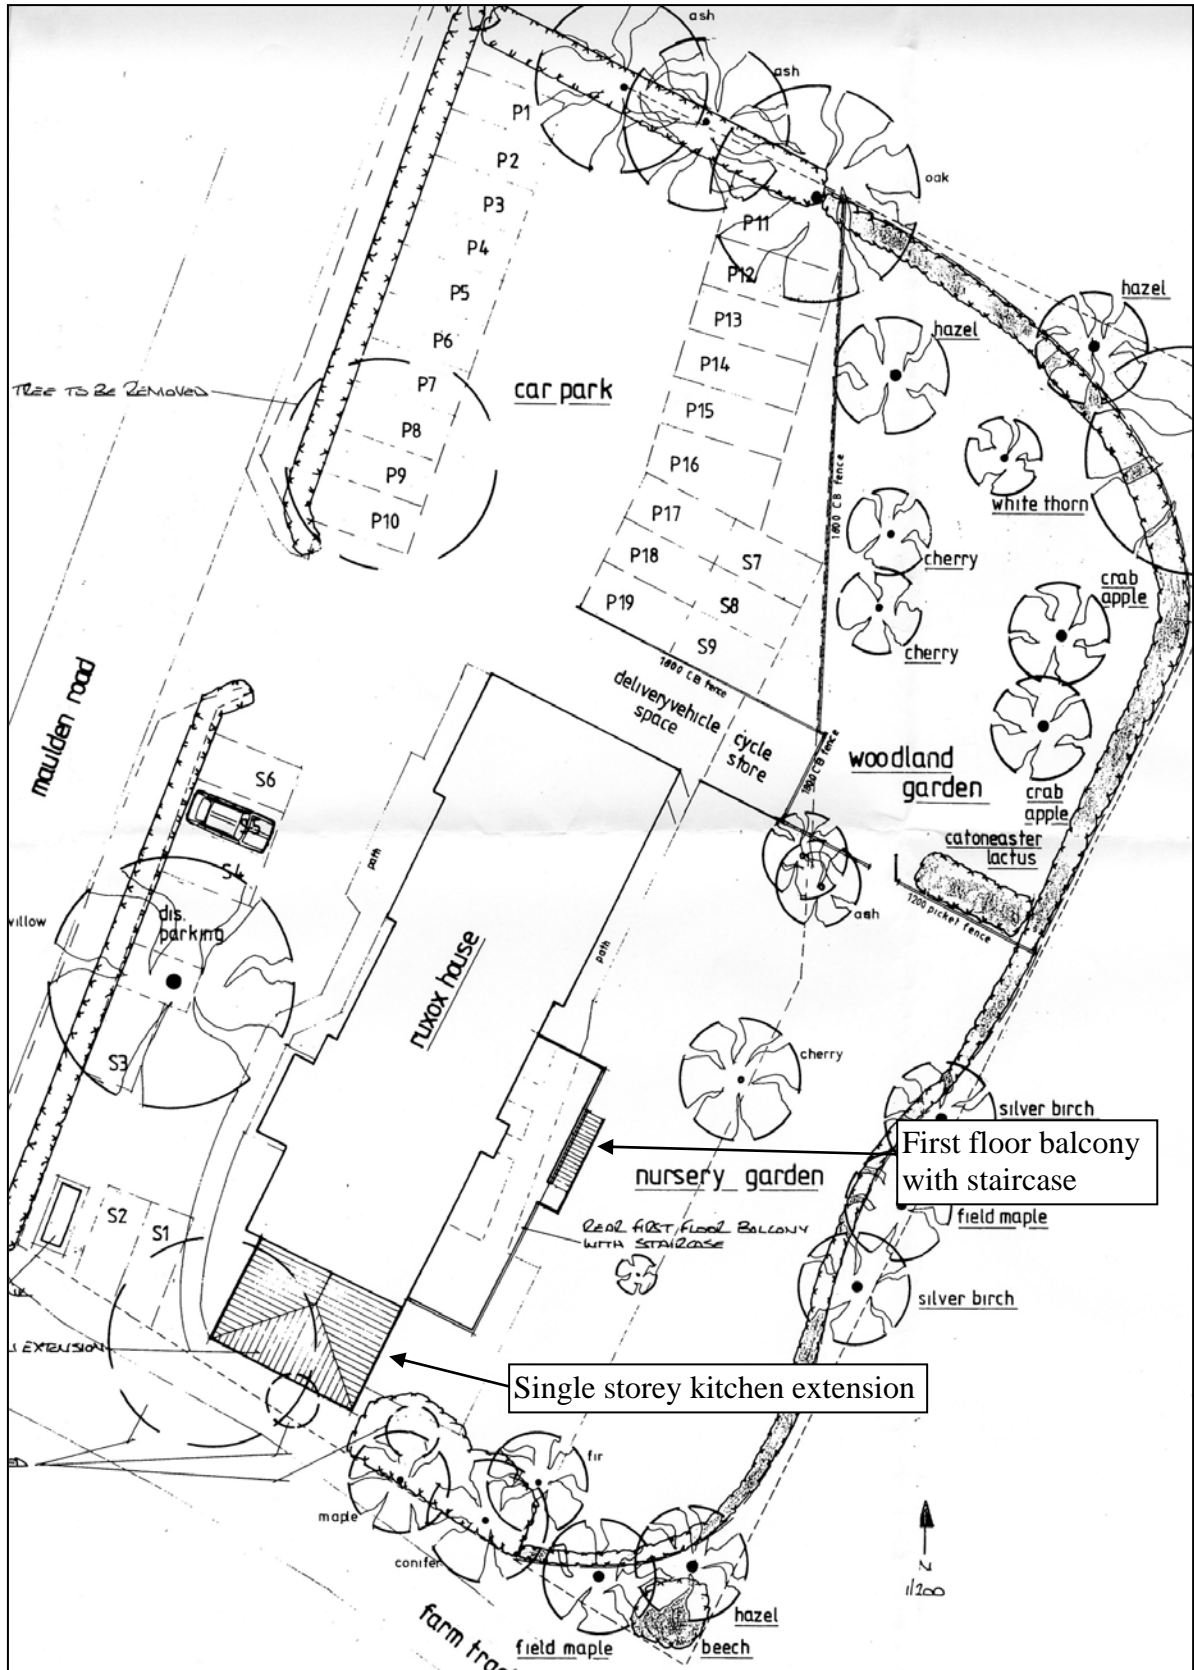 ash
ash
oak
P1
P2
P3
P4
P5
P6
P7
P8
P9
P10
P11
P12
P13
P14
P15
P16
P17
P18
P19
S7
S8
S9
TREE TO BE REMOVED
car park
hazel
hazel
white thorn
1800 CB fence
cherry
cherry
crab
apple
crab
apple
1800 CB fence
delivery vehicle
space
cycle
store
1800 CB fence
woodland
garden
catoneaster
lactus
1200 picket fence
ash
maulden road
S6
S5
S4
dis.
parking
S3
S2
S1
path
path
ruxox house
cherry
silver birch
First floor balcony
with staircase
nursery garden
field maple
REAR FIRST FLOOR BALCONY
WITH STAIRCASE
silver birch
EXTENSION
Single storey kitchen extension
fir
maple
conifer
N
1/200
field maple
hazel
beech
farm